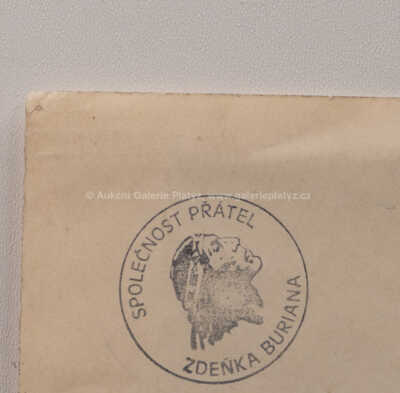 © Aukční Galerie Platýz, www.galerieplatyz.cz
SPOLEČNOST PŘÁTEL
ZDEŇKA BURIANA